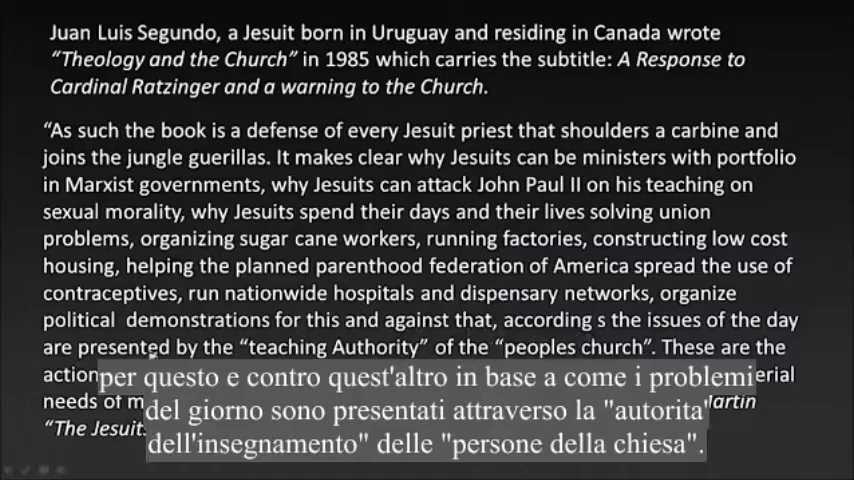 Juan Luis Segundo, a Jesuit born in Uruguay and residing in Canada wrote
“Theology and the Church” in 1985 which carries the subtitle: A Response to
Cardinal Ratzinger and a warning to the Church.
“As such the book is a defense of every Jesuit priest that shoulders a carbine and
joins the jungle guerillas. It makes clear why Jesuits can be ministers with portfolio
in Marxist governments, why Jesuits can attack John Paul II on his teaching on
sexual morality, why Jesuits spend their days and their lives solving union
problems, organizing sugar cane workers, running factories, constructing low cost
housing, helping the planned parenthood federation of America spread the use of
contraceptives, run nationwide hospitals and dispensary networks, organize
political demonstrations for this and against that, according s the issues of the day
are presented by the “teaching Authority” of the “peoples church”. These are the
action
needs of
“The Jesuit
per questo e contro quest'altro in base a come i problemi
del giorno sono presentati attraverso la "autorita'
dell'insegnamento" delle "persone della chiesa".